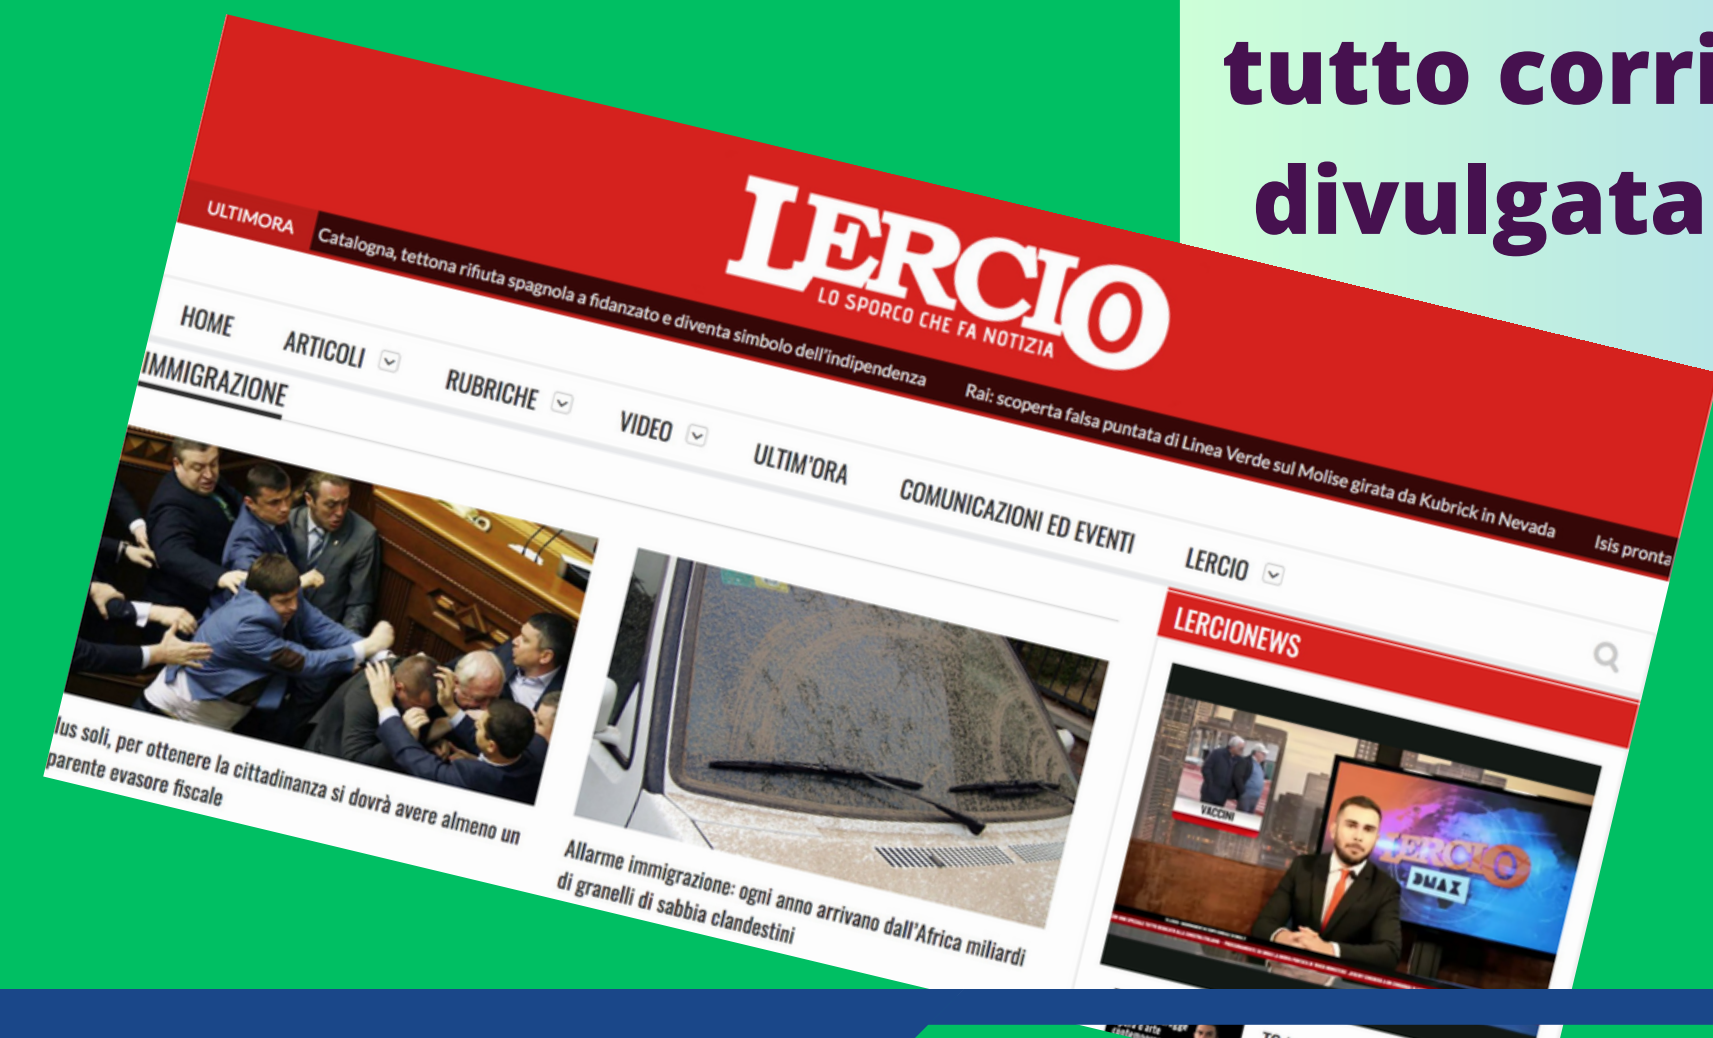 tutto corri
divulgata
LERCIO
LO SPORCO CHE FA NOTIZIA
ULTIMORA
Catalogna, tettona rifiuta spagnola a fidanzato e diventa simbolo dell'indipendenza
Rai: scoperta falsa puntata di Linea Verde sul Molise girata da Kubrick in Nevada
Isis pronta
HOME
ARTICOLI
RUBRICHE
VIDEO
ULTIM'ORA
COMUNICAZIONI ED EVENTI
LERCIO
IMMIGRAZIONE
Ius soli, per ottenere la cittadinanza si dovrà avere almeno un
parente evasore fiscale
Allarme immigrazione: ogni anno arrivano dall'Africa miliardi
di granelli di sabbia clandestini
LERCIONEWS
VACCINI
LERCIO
DMAX